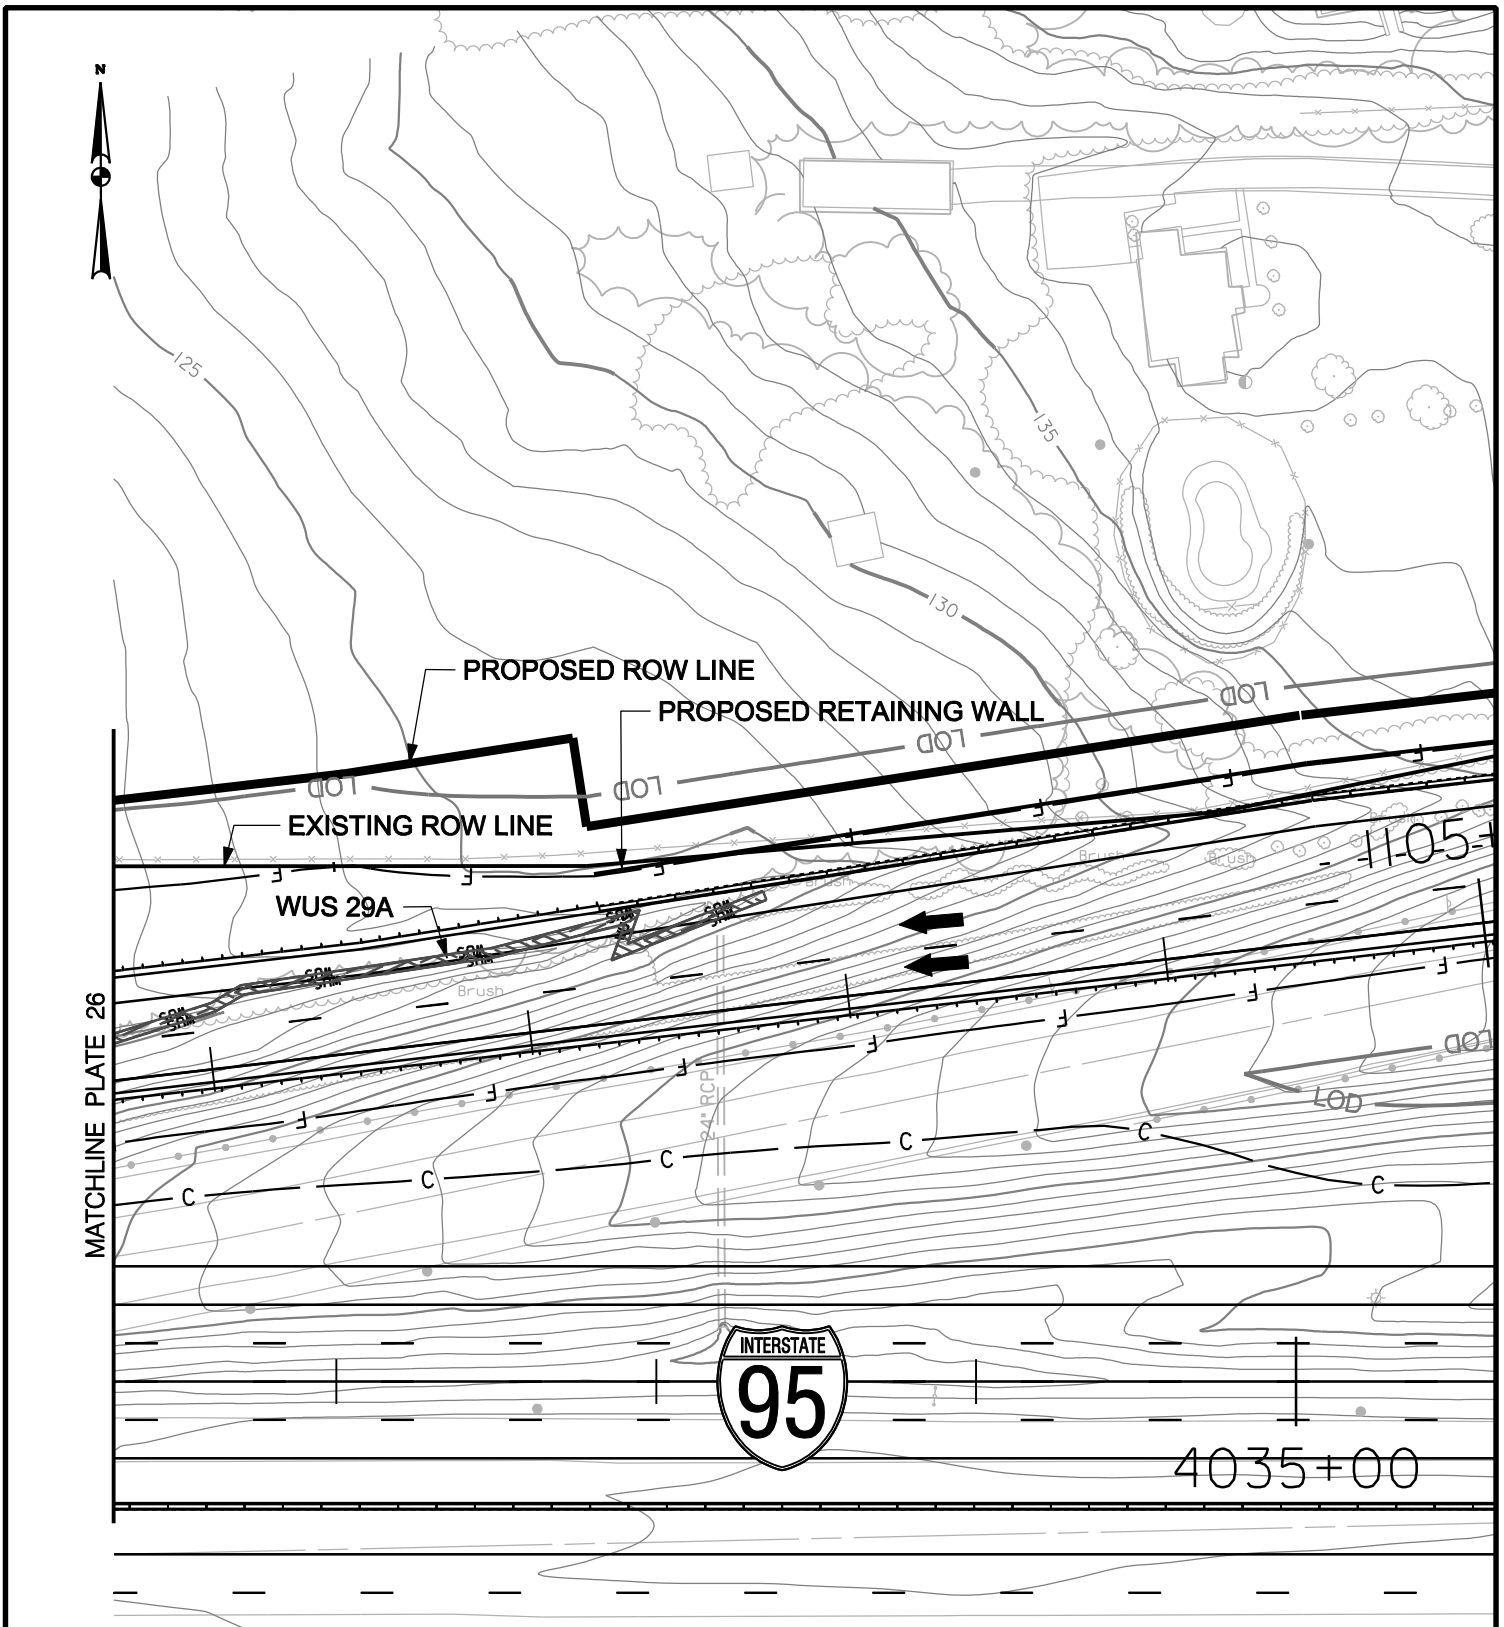 N
125
135
130
PROPOSED ROW LINE
LOD
PROPOSED RETAINING WALL
LOD
LOD
LOD
EXISTING ROW LINE
F
F
F
F
F
F
F
Brush
Brush
Brush
WUS 29A
Brush
MATCHLINE PLATE 26
F
F
F
F
F
F
F
LOD
LOD
24" RCP
C
C
C
C
C
C
INTERSTATE
95
4035+00